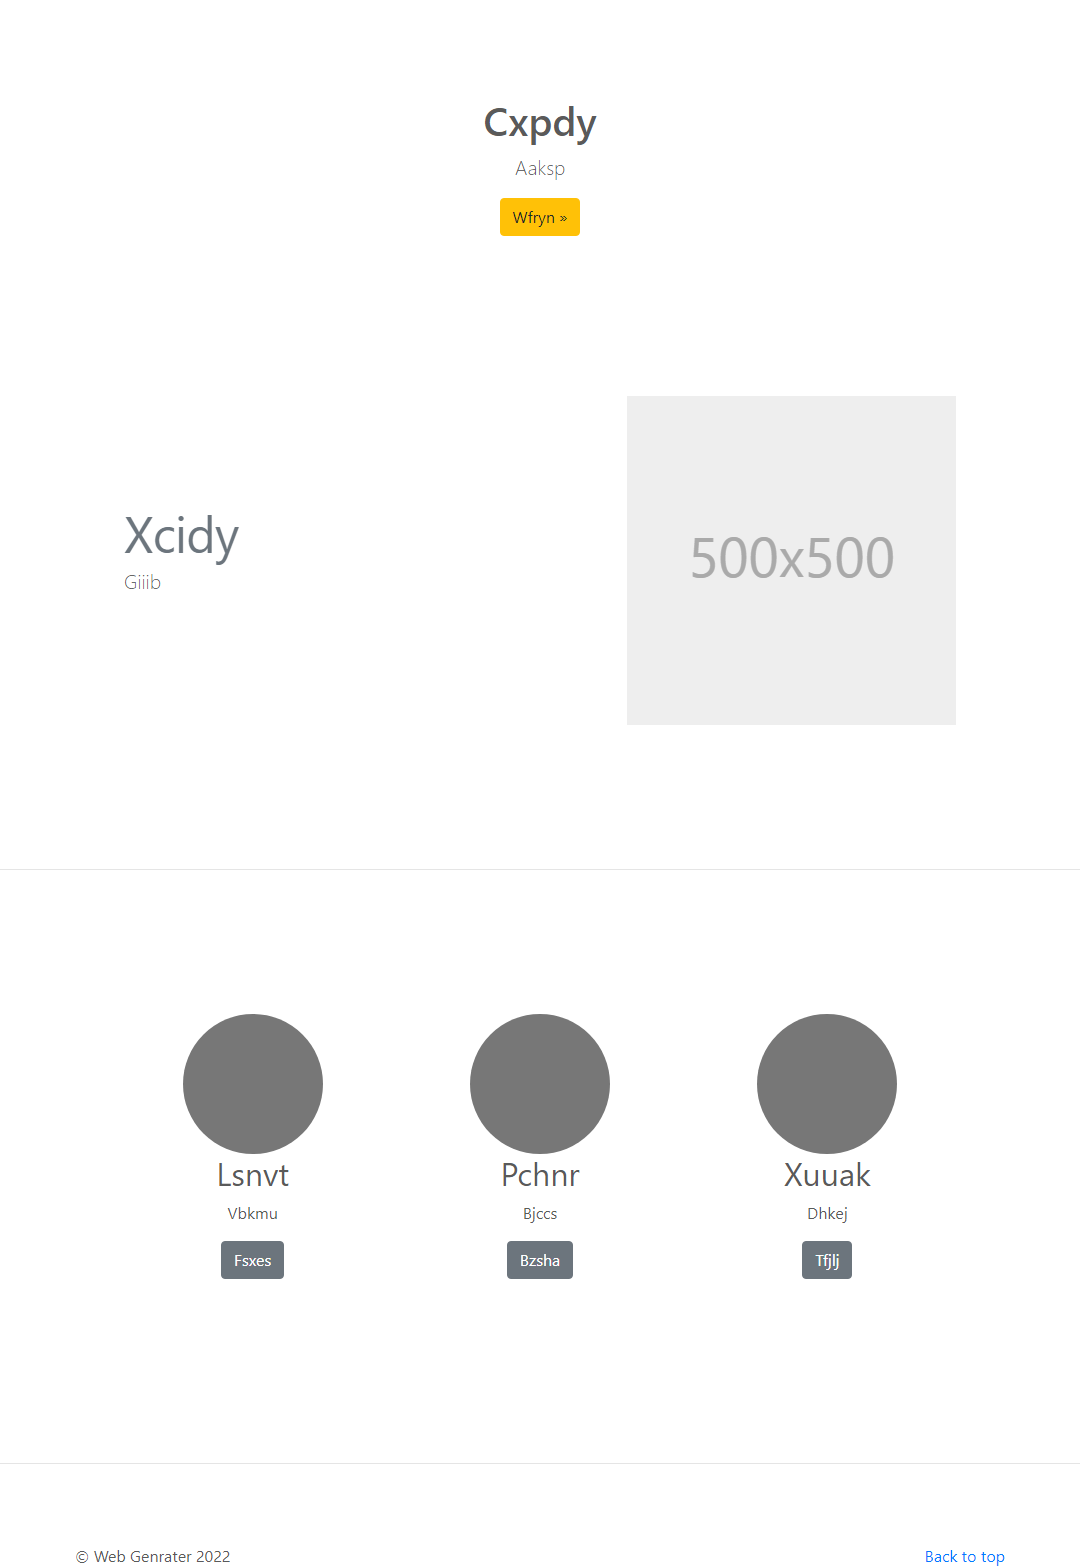 Cxpdy
Aaksp
Wfryn »
Xcidy
Giiib
500x500
Lsnvt
Vbkmu
Fsxes
Pchnr
Bjccs
Bzsha
Xuuak
Dhkej
Tfjlj
© Web Genrater 2022
Back to top